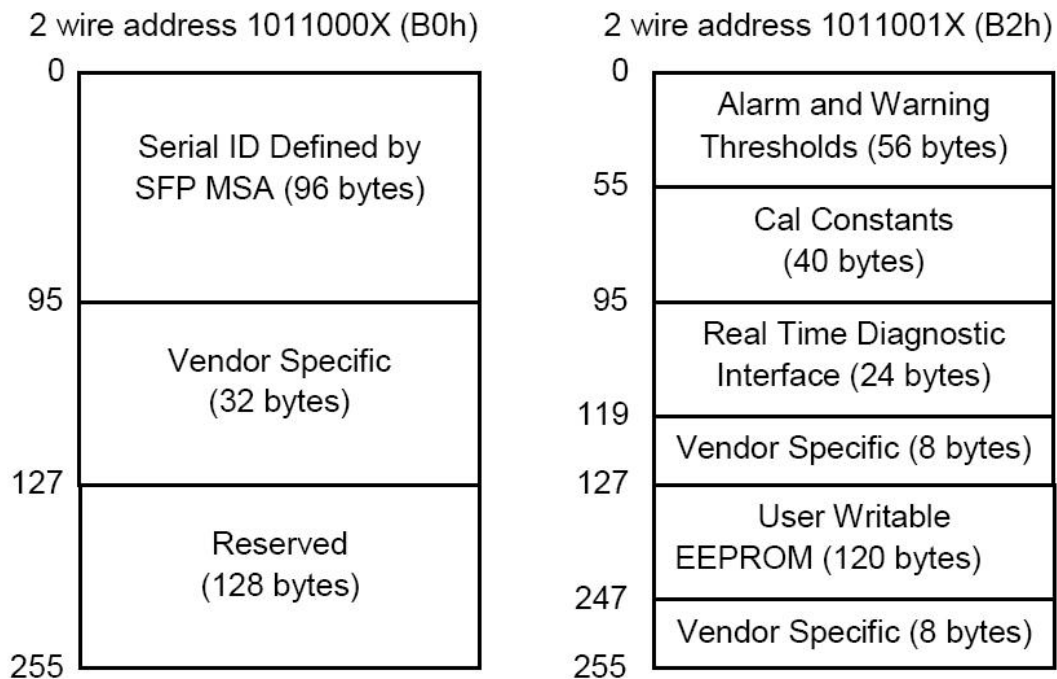 2 wire address 1011000X (B0h)
0
Serial ID Defined by
SFP MSA (96 bytes)
95
Vendor Specific
(32 bytes)
127
Reserved
(128 bytes)
255
2 wire address 1011001X (B2h)
0
Alarm and Warning
Thresholds (56 bytes)
55
Cal Constants
(40 bytes)
95
Real Time Diagnostic
Interface (24 bytes)
119
Vendor Specific (8 bytes)
127
User Writable
EEPROM (120 bytes)
247
Vendor Specific (8 bytes)
255